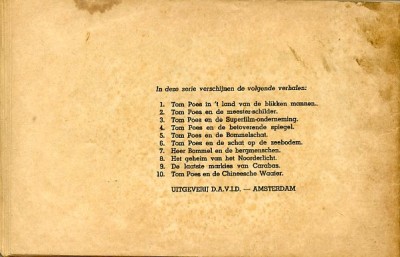 In deze serie verschijnen de volgende verhalen:
1. Tom Poes in 't land van de blikken mannen.
2. Tom Poes en de meester-schilder.
3. Tom Poes en de Superfilm-onderneming.
4. Tom Poes en de betoverende spiegel.
5. Tom Poes en de Bommelschat.
6. Tom Poes en de schat op de zeebodem.
7. Heer Bommel en de bergmenschen.
8. Het geheim van het Noorderlicht.
9. De laatste markies van Carabas.
10. Tom Poes en de Chineesche Waaier.
UITGEVERIJ D.A.V.I.D. — AMSTERDAM